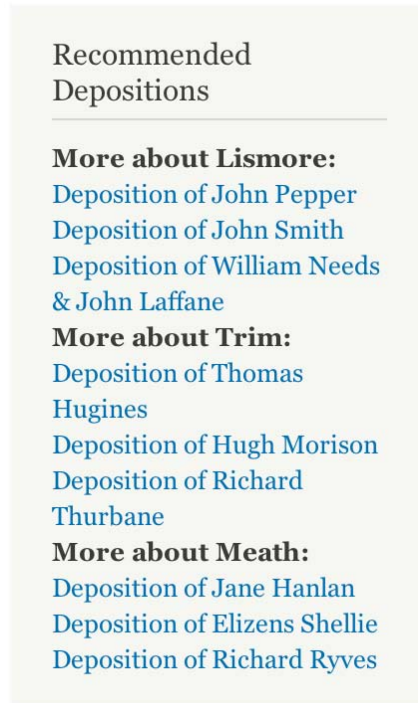 Recommended
Depositions
More about Lismore:
Deposition of John Pepper
Deposition of John Smith
Deposition of William Needs
& John Laffane
More about Trim:
Deposition of Thomas
Hugines
Deposition of Hugh Morison
Deposition of Richard
Thurbane
More about Meath:
Deposition of Jane Hanlan
Deposition of Elizens Shellie
Deposition of Richard Ryves